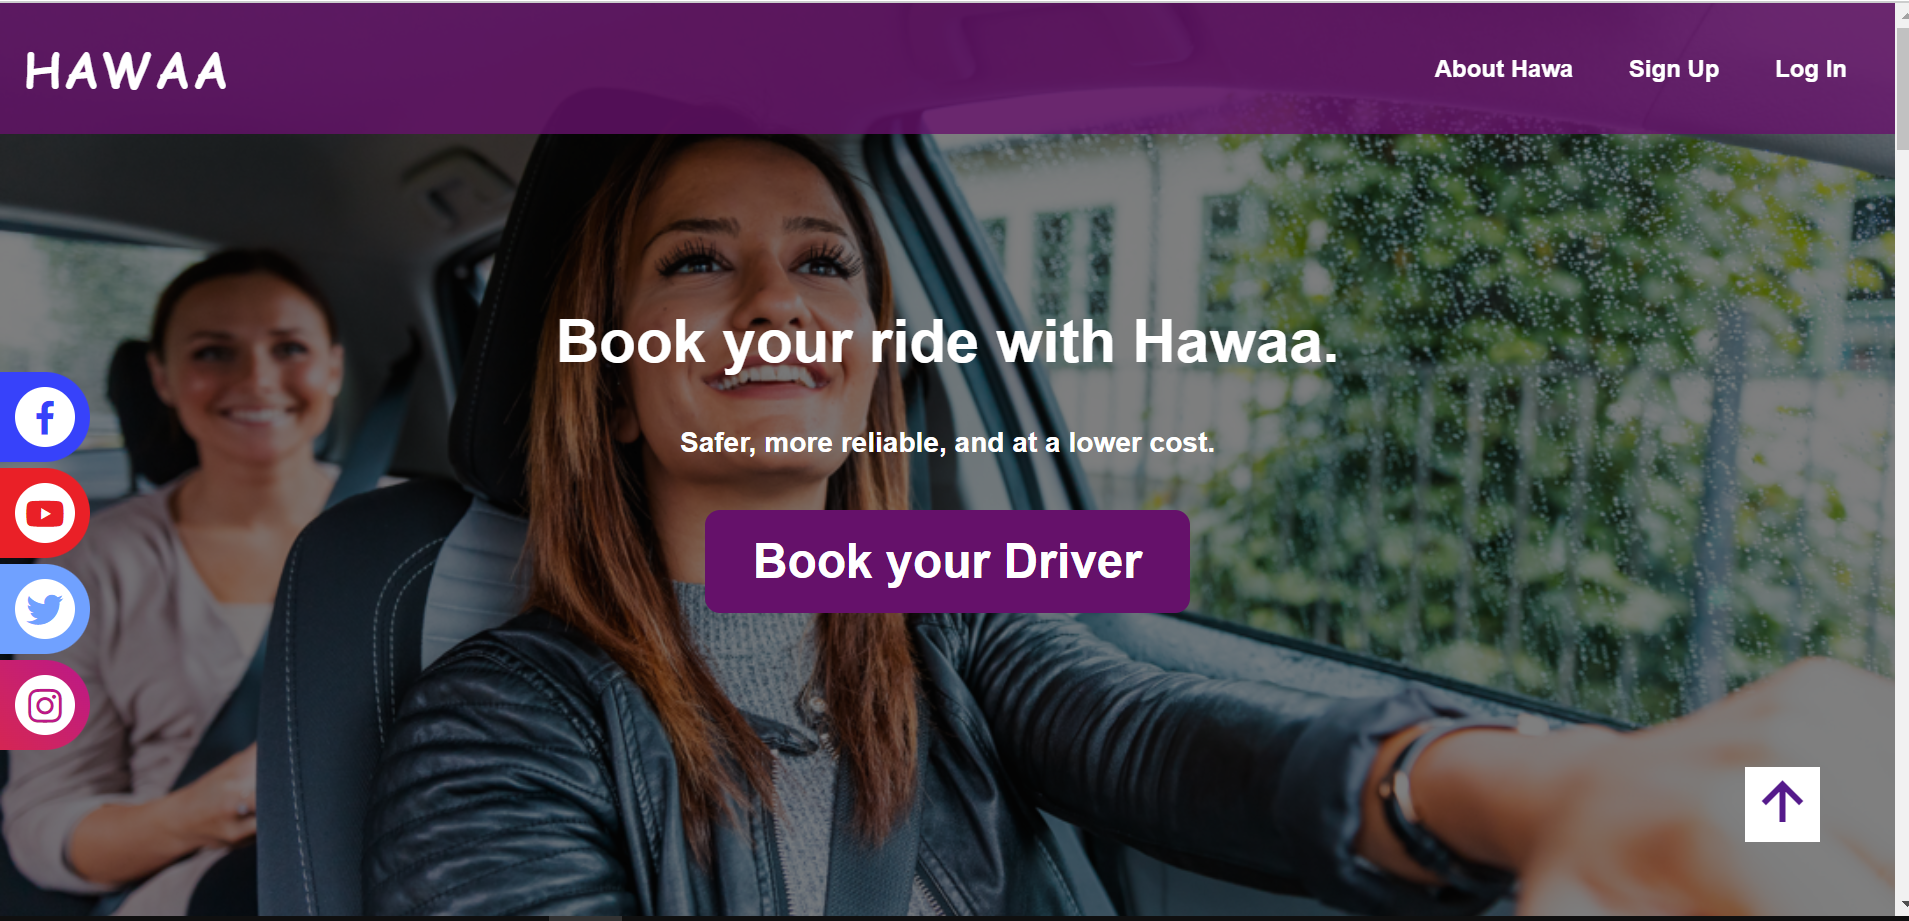 HAWAA
About Hawa
Sign Up
Log In
Book your ride with Hawaa.
Safer, more reliable, and at a lower cost.
Book your Driver